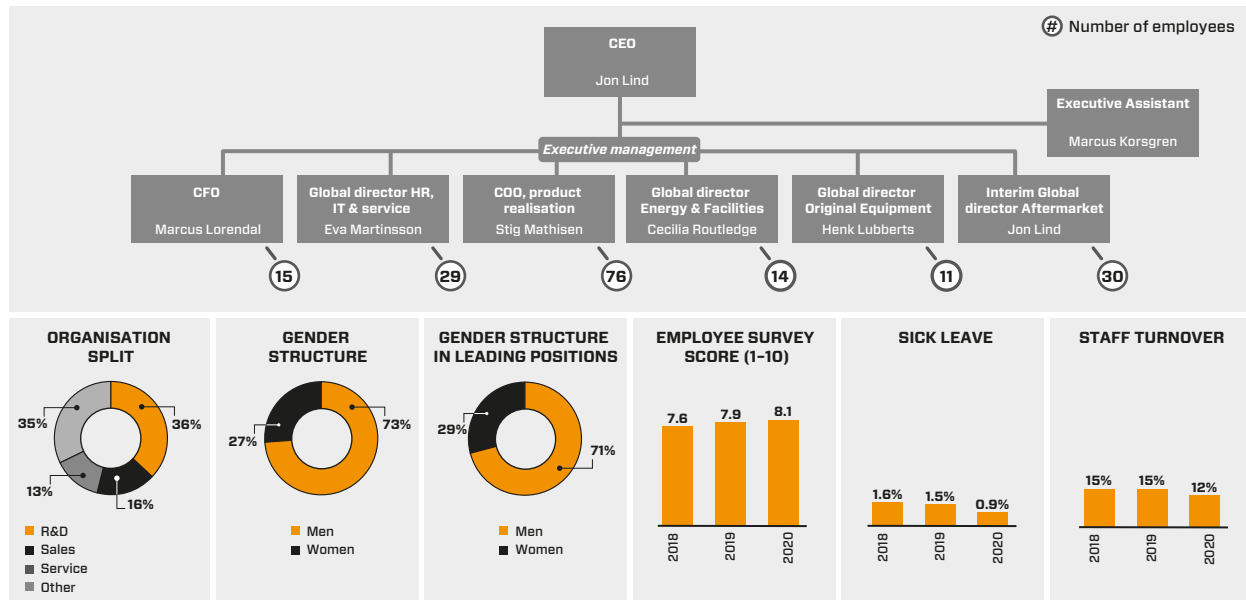 # Number of employees
CEO
Jon Lind
Executive Assistant
Marcus Korsgren
Executive management
CFO
Marcus Lorendal
15
Global director HR,
IT & service
Eva Martinsson
29
COO, product
realisation
Stig Mathisen
76
Global director
Energy & Facilities
Cecilia Routledge
14
Global director
Original Equipment
Henk Lubberts
11
Interim Global
director Aftermarket
Jon Lind
30
ORGANISATION
SPLIT
35%
36%
13%
16%
R&D
Sales
Service
Other
GENDER
STRUCTURE
27%
73%
Men
Women
GENDER STRUCTURE
IN LEADING POSITIONS
29%
71%
Men
Women
EMPLOYEE SURVEY
SCORE (1–10)
7.6
7.9
8.1
2018
2019
2020
SICK LEAVE
1.6%
1.5%
0.9%
2018
2019
2020
STAFF TURNOVER
15%
15%
12%
2018
2019
2020